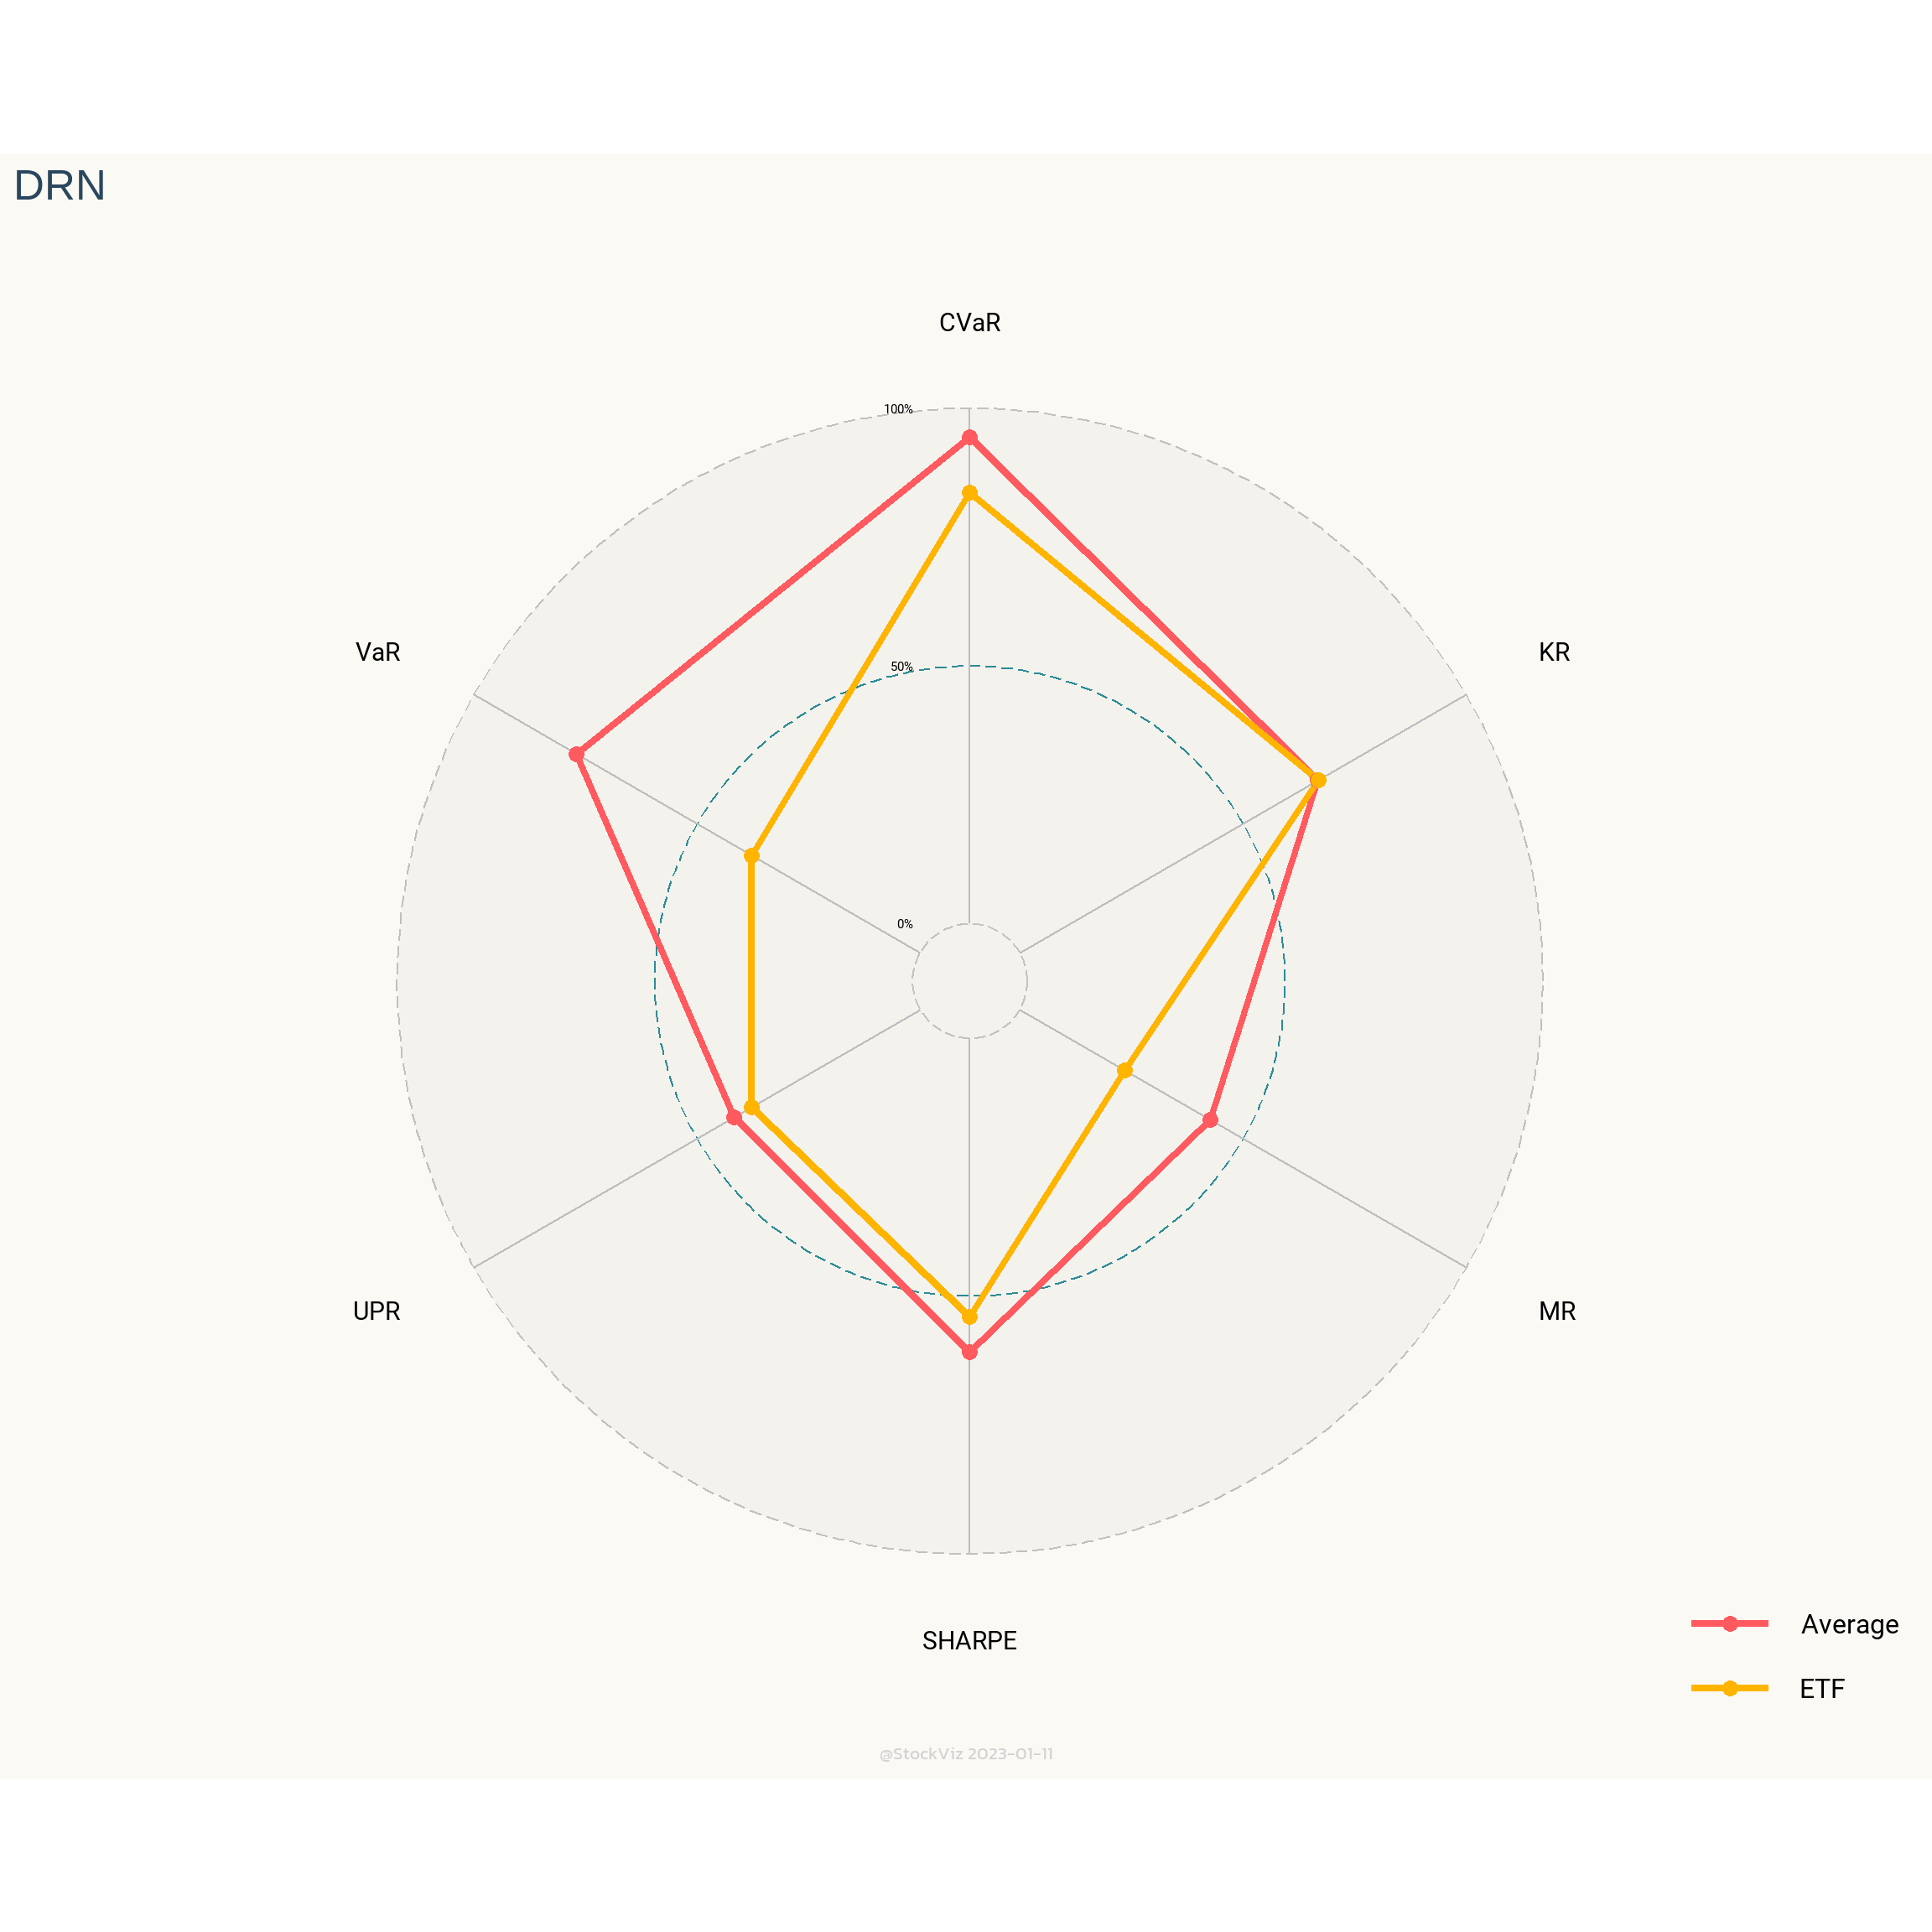 DRN
CVaR
100%
VaR
KR
50%
0%
UPR
MR
SHARPE
Average
ETF
@StockViz 2023-01-11